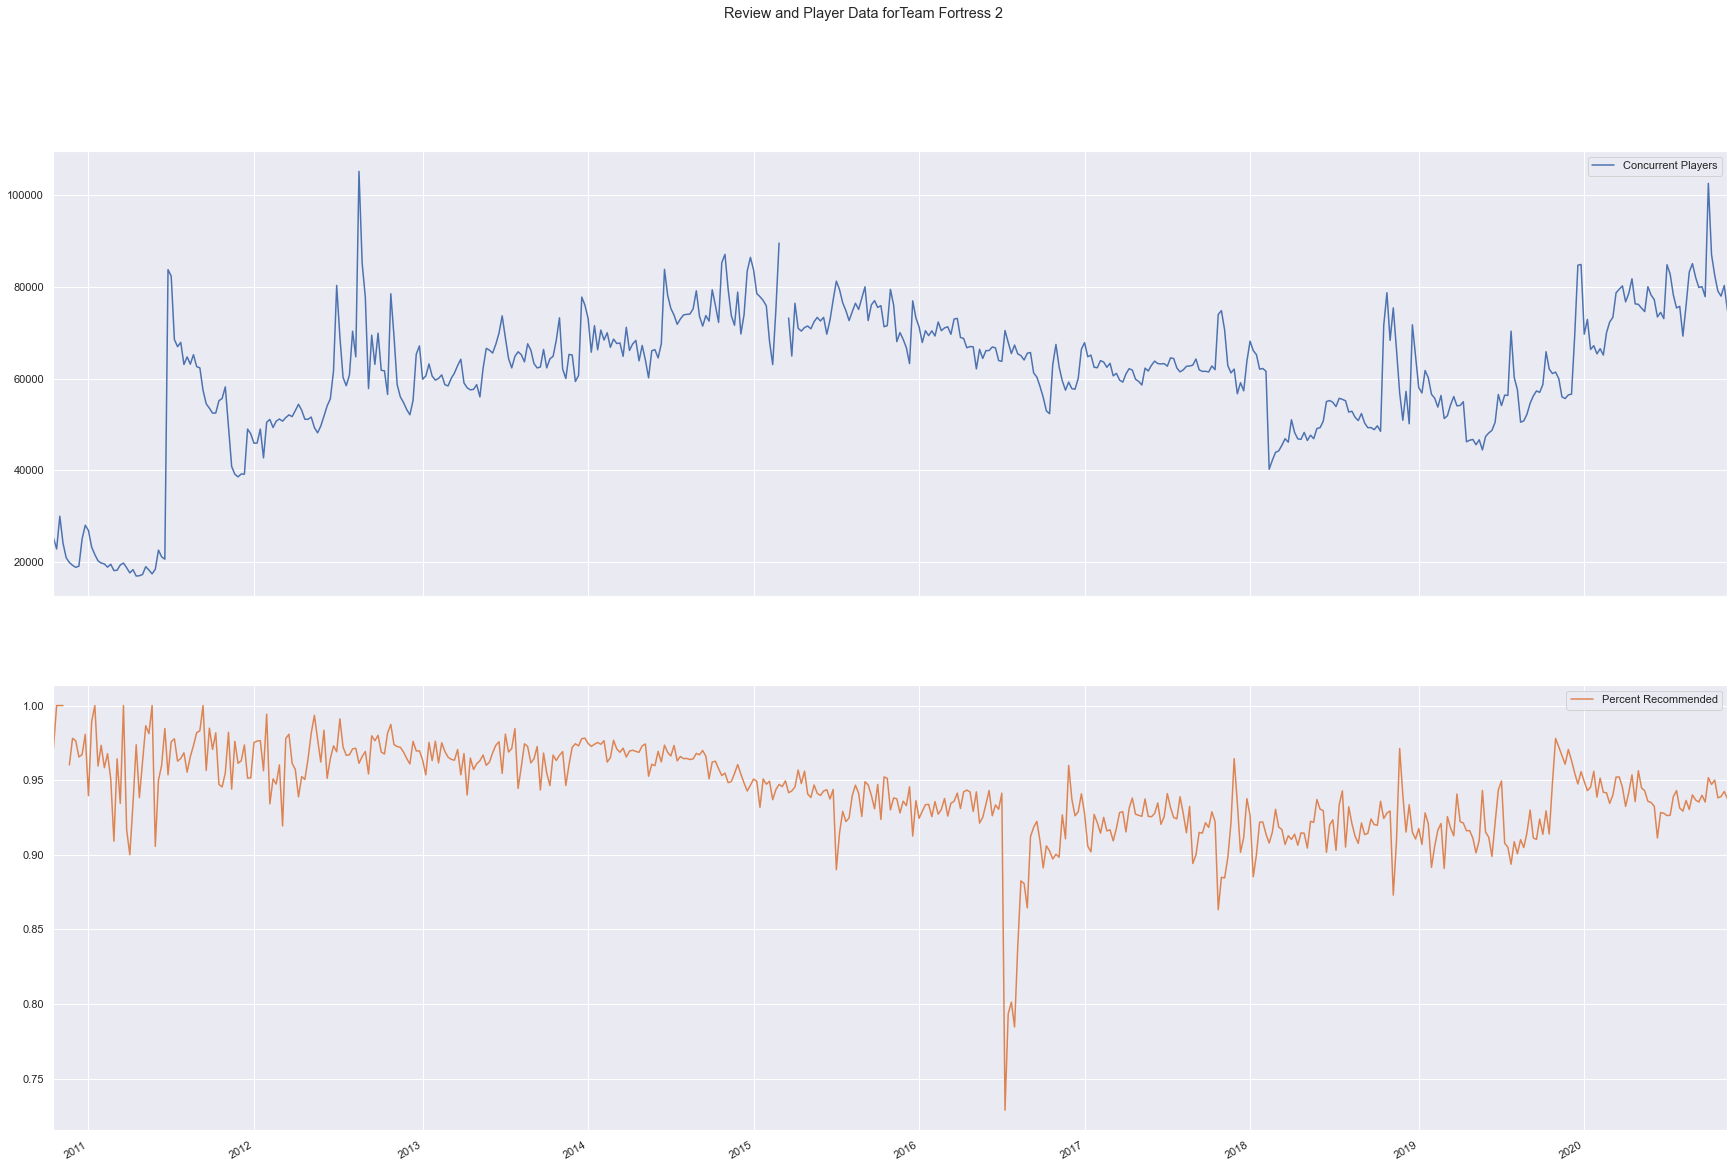 Review and Player Data forTeam Fortress 2
Concurrent Players
100000
80000
60000
40000
20000
Percent Recommended
1.00
0.95
0.90
0.85
0.80
0.75
2011 2012 2013 2014 2015 2016 2017 2018 2019 2020